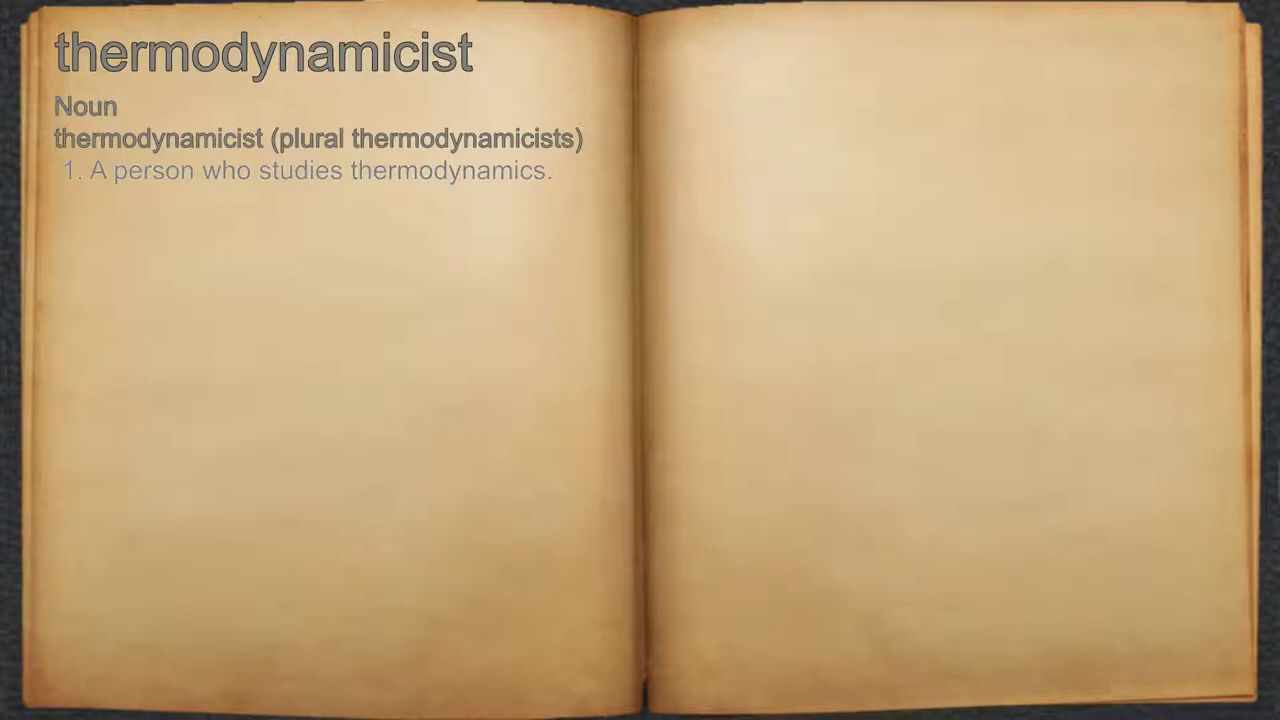 thermodynamicist
Noun
thermodynamicist (plural thermodynamicists)
1. A person who studies thermodynamics.